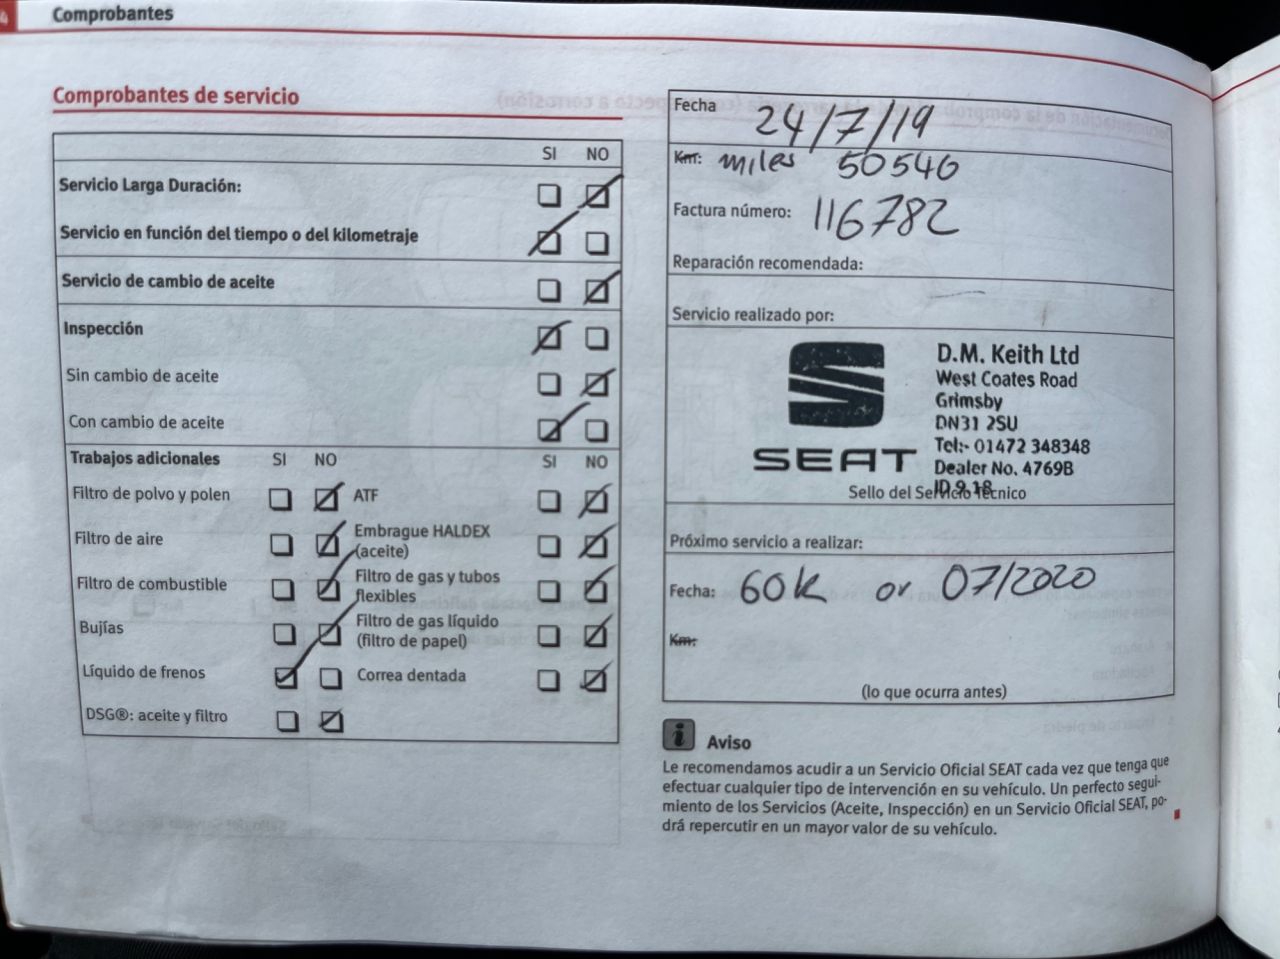 4
Comprobantes
Comprobantes de servicio
SI NO
Servicio Larga Duración:
Servicio en función del tiempo o del kilometraje
Servicio de cambio de aceite
Inspección
Sin cambio de aceite
Con cambio de aceite
Trabajos adicionales SI NO SI NO
Filtro de polvo y polen
ATF
Filtro de aire
Embrague HALDEX
(aceite)
Filtro de combustible
Filtro de gas y tubos
flexibles
Bujías
Filtro de gas líquido
(filtro de papel)
Líquido de frenos
Correa dentada
DSG®: aceite y filtro
Fecha 24/7/19
Km: miles 50546
Factura número: 116782
Reparación recomendada:
Servicio realizado por:
SEAT
D.M. Keith Ltd
West Coates Road
Grimsby
DN31 2SU
Tel:- 01472 348348
Dealer No. 4769B
ID 9.18
Sello del Servicio Técnico
Próximo servicio a realizar:
Fecha: 60k or 07/2020
Km:
(lo que ocurra antes)
i Aviso
Le recomendamos acudir a un Servicio Oficial SEAT cada vez que tenga que
efectuar cualquier tipo de intervención en su vehículo. Un perfecto segui-
miento de los Servicios (Aceite, Inspección) en un Servicio Oficial SEAT, po-
drá repercutir en un mayor valor de su vehículo.